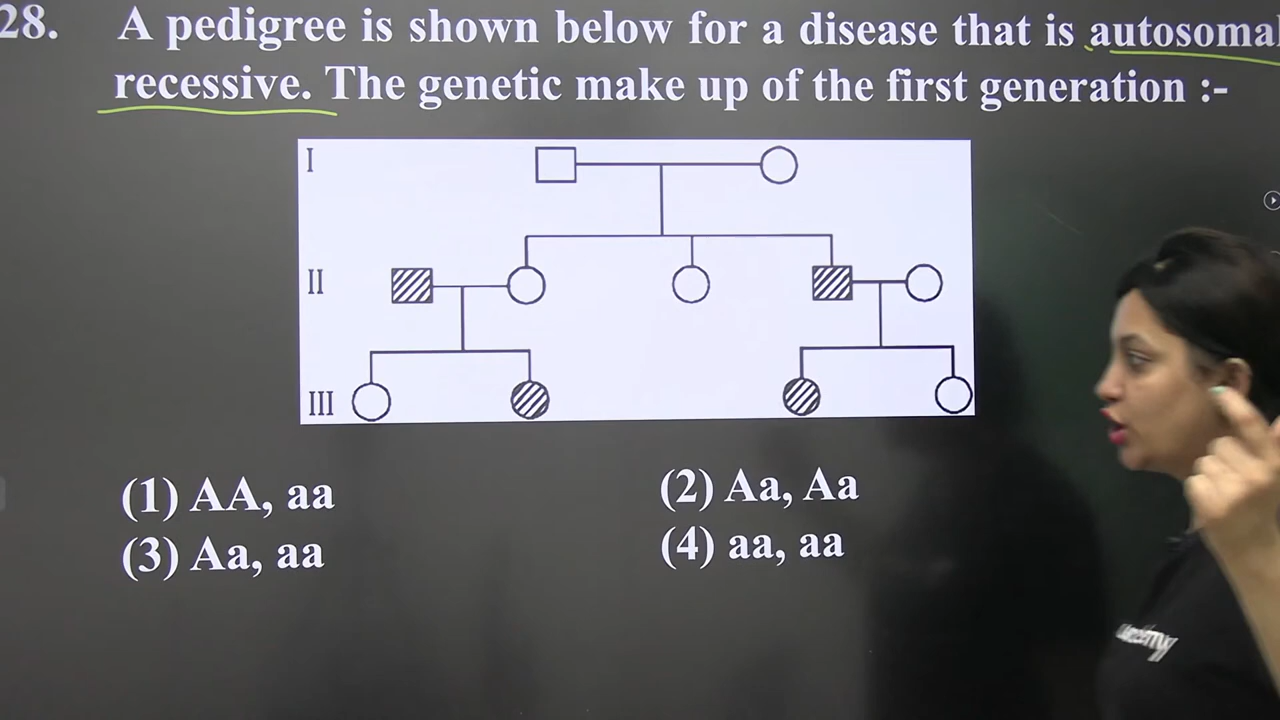 28. A pedigree is shown below for a disease that is autosomal
recessive. The genetic make up of the first generation :-
I
II
III
(1) AA, aa
(2) Aa, Aa
(3) Aa, aa
(4) aa, aa